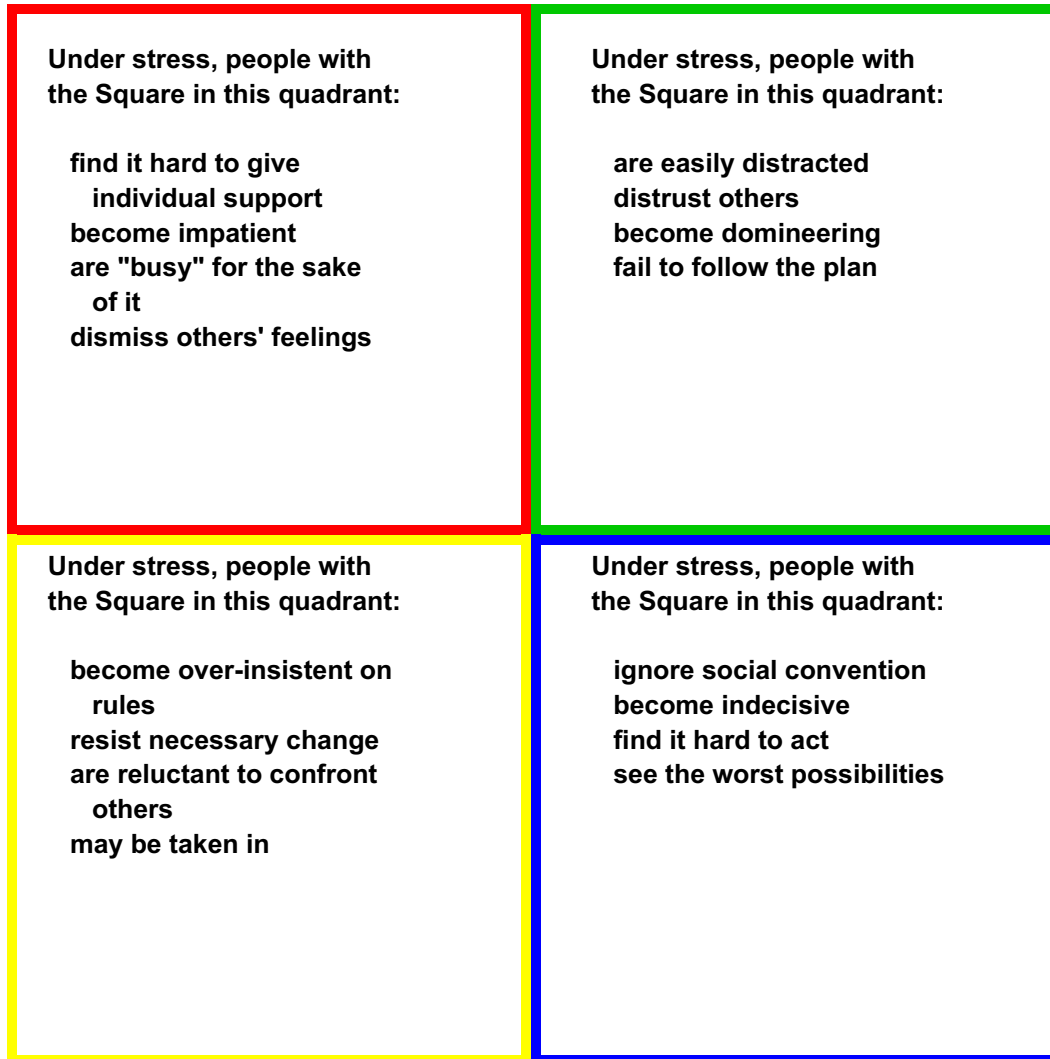 Under stress, people with
the Square in this quadrant:
find it hard to give
individual support
become impatient
are "busy" for the sake
of it
dismiss others' feelings
Under stress, people with
the Square in this quadrant:
are easily distracted
distrust others
become domineering
fail to follow the plan
Under stress, people with
the Square in this quadrant:
become over-insistent on
rules
resist necessary change
are reluctant to confront
others
may be taken in
Under stress, people with
the Square in this quadrant:
ignore social convention
become indecisive
find it hard to act
see the worst possibilities